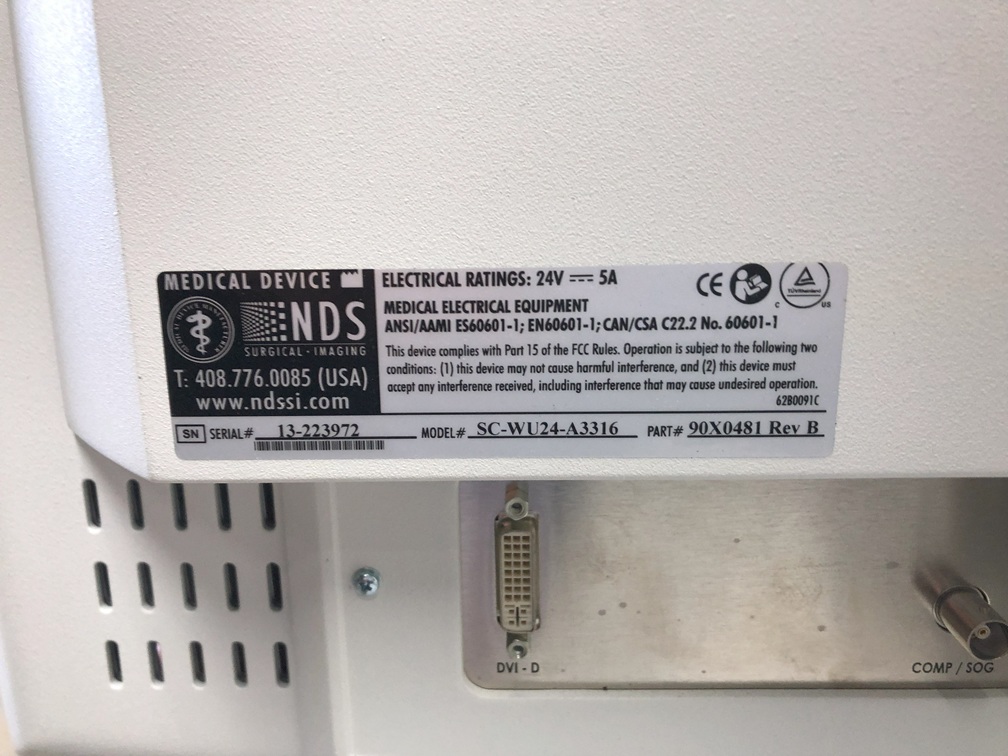 MEDICAL DEVICE
NDS
SURGICAL · IMAGING
T: 408.776.0085 (USA)
www.ndssi.com
ELECTRICAL RATINGS: 24V ⎓ 5A
CE
C US
MEDICAL ELECTRICAL EQUIPMENT
ANSI/AAMI ES60601-1; EN60601-1; CAN/CSA C22.2 No. 60601-1
This device complies with Part 15 of the FCC Rules. Operation is subject to the following two
conditions: (1) this device may not cause harmful interference, and (2) this device must
accept any interference received, including interference that may cause undesired operation.
62B0091C
SN SERIAL# 13-223972 MODEL# SC-WU24-A3316 PART# 90X0481 Rev B
DVI - D
COMP / SOG